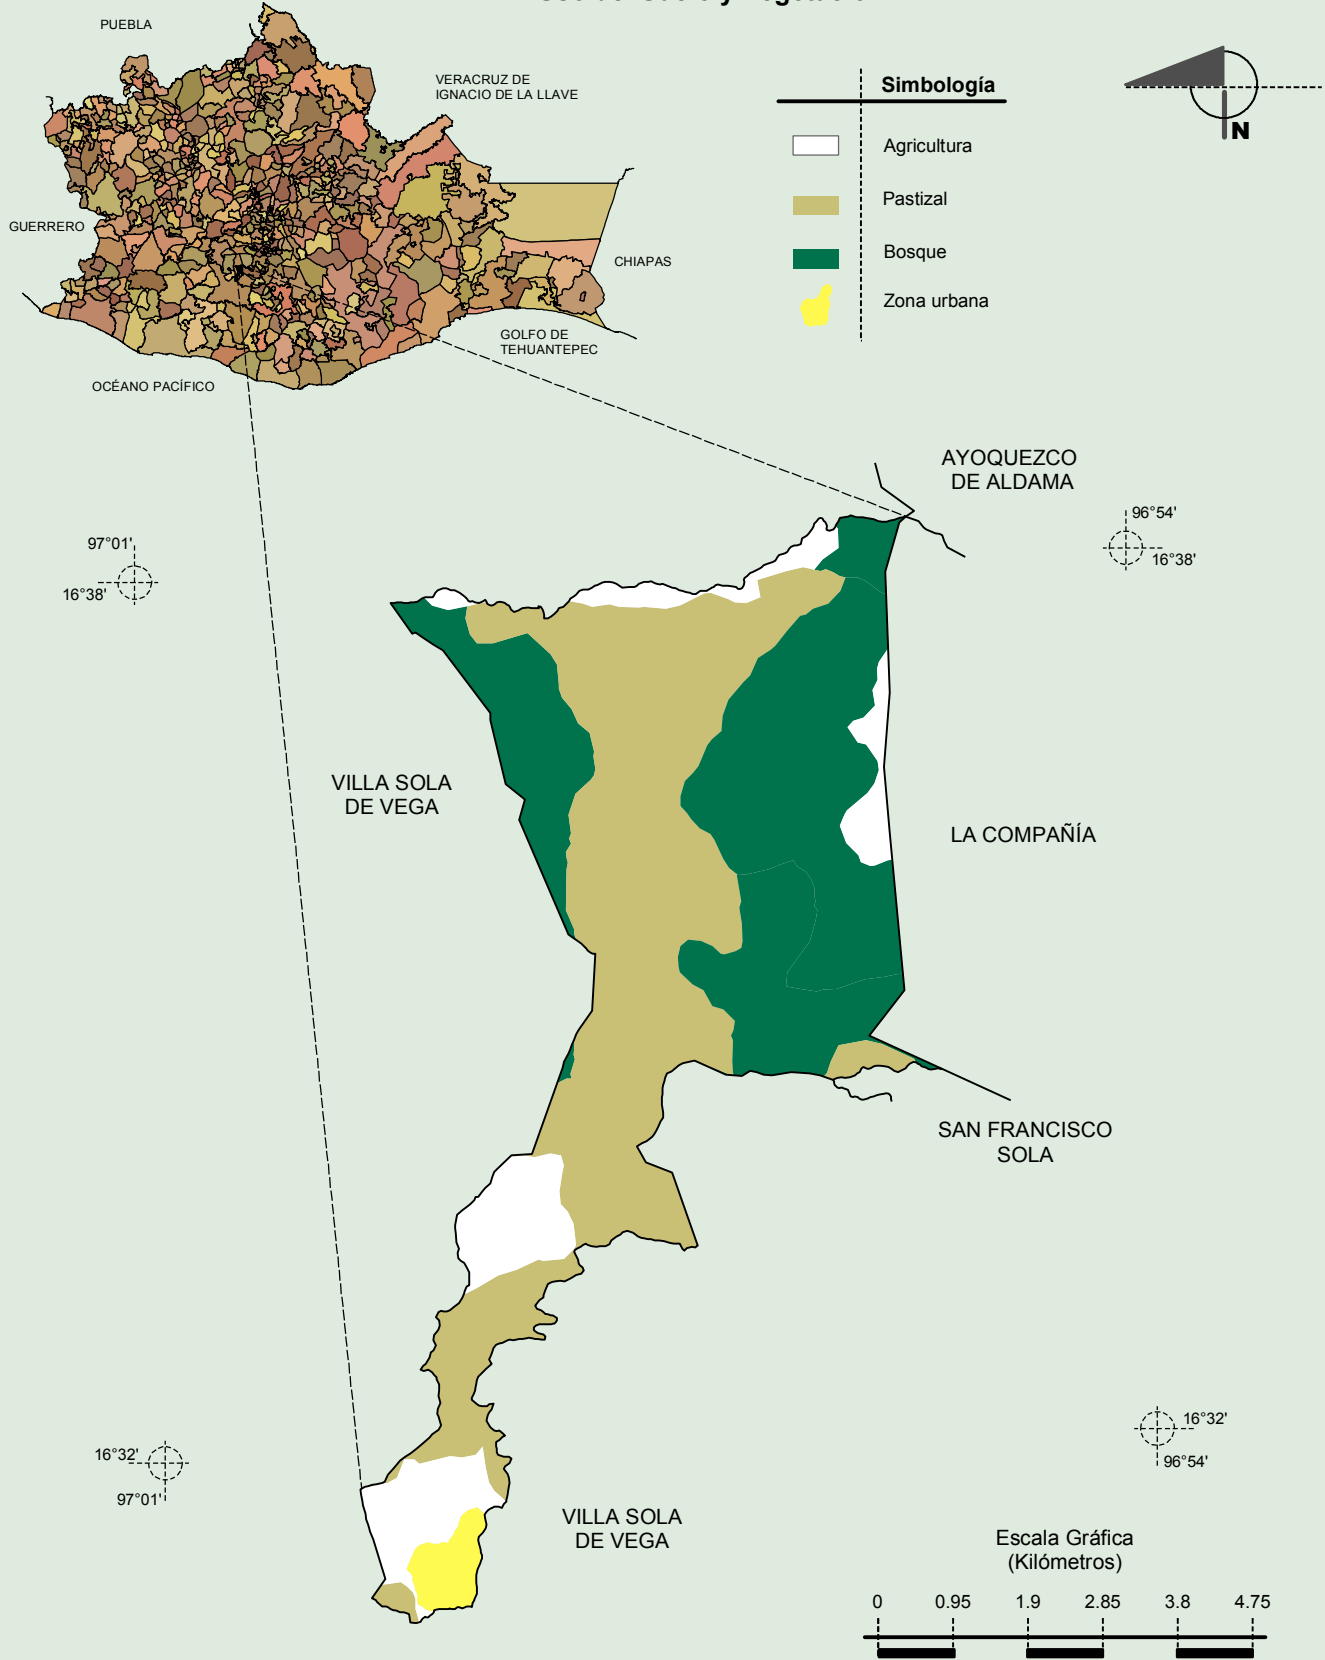 PUEBLA
VERACRUZ DE
IGNACIO DE LA LLAVE
GUERRERO
CHIAPAS
GOLFO DE
TEHUANTEPEC
OCÉANO PACÍFICO
Simbología
Agricultura
Pastizal
Bosque
Zona urbana
N
AYOQUEZCO
DE ALDAMA
97°01'
16°38'
96°54'
16°38'
VILLA SOLA
DE VEGA
LA COMPAÑÍA
SAN FRANCISCO
SOLA
16°32'
97°01'
16°32'
96°54'
VILLA SOLA
DE VEGA
Escala Gráfica
(Kilómetros)
0 0.95 1.9 2.85 3.8 4.75